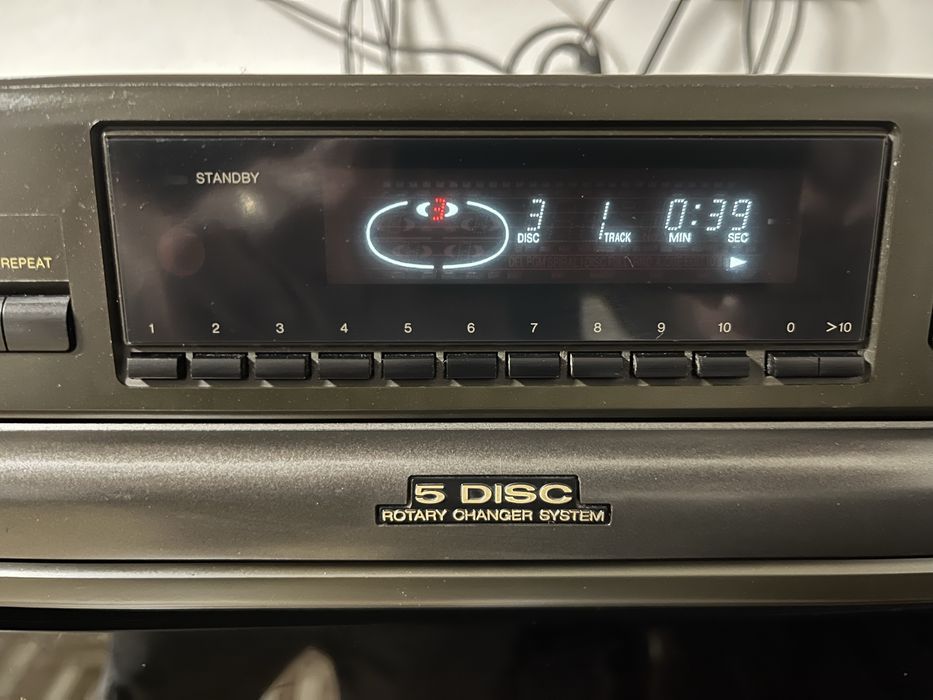 STANDBY
3
3 DISC 1 TRACK 0:39 MIN SEC
REPEAT
1 2 3 4 5 6 7 8 9 10 0 >10
5 DISC
ROTARY CHANGER SYSTEM